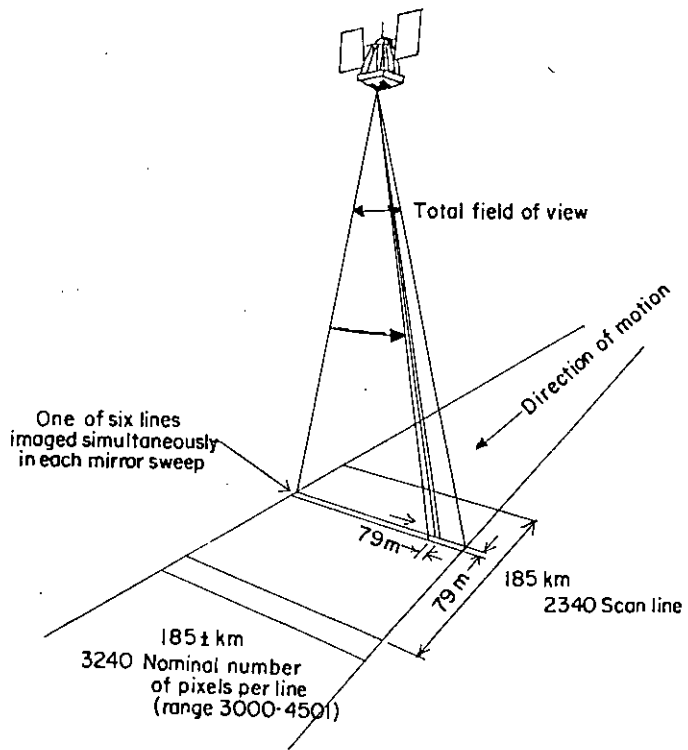 Total field of view
Direction of motion
One of six lines
imaged simultaneously
in each mirror sweep
79m
79m
185 km
2340 Scan line
185± km
3240 Nominal number
of pixels per line
(range 3000-4501)